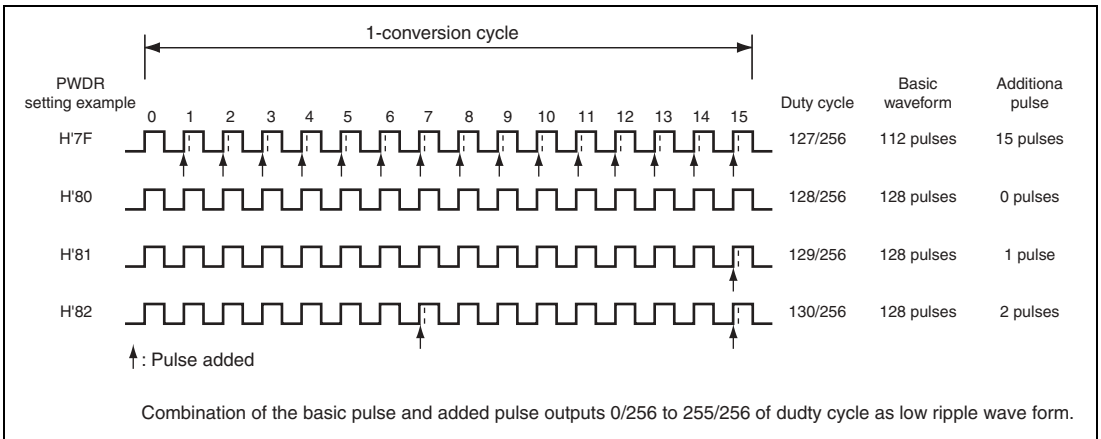 1-conversion cycle
PWDR
setting example
Basic
waveform
Additiona
pulse
Duty cycle
0 1 2 3 4 5 6 7 8 9 10 11 12 13 14 15
H'7F 127/256 112 pulses 15 pulses
H'80 128/256 128 pulses 0 pulses
H'81 129/256 128 pulses 1 pulse
H'82 130/256 128 pulses 2 pulses
: Pulse added
Combination of the basic pulse and added pulse outputs 0/256 to 255/256 of dudty cycle as low ripple wave form.